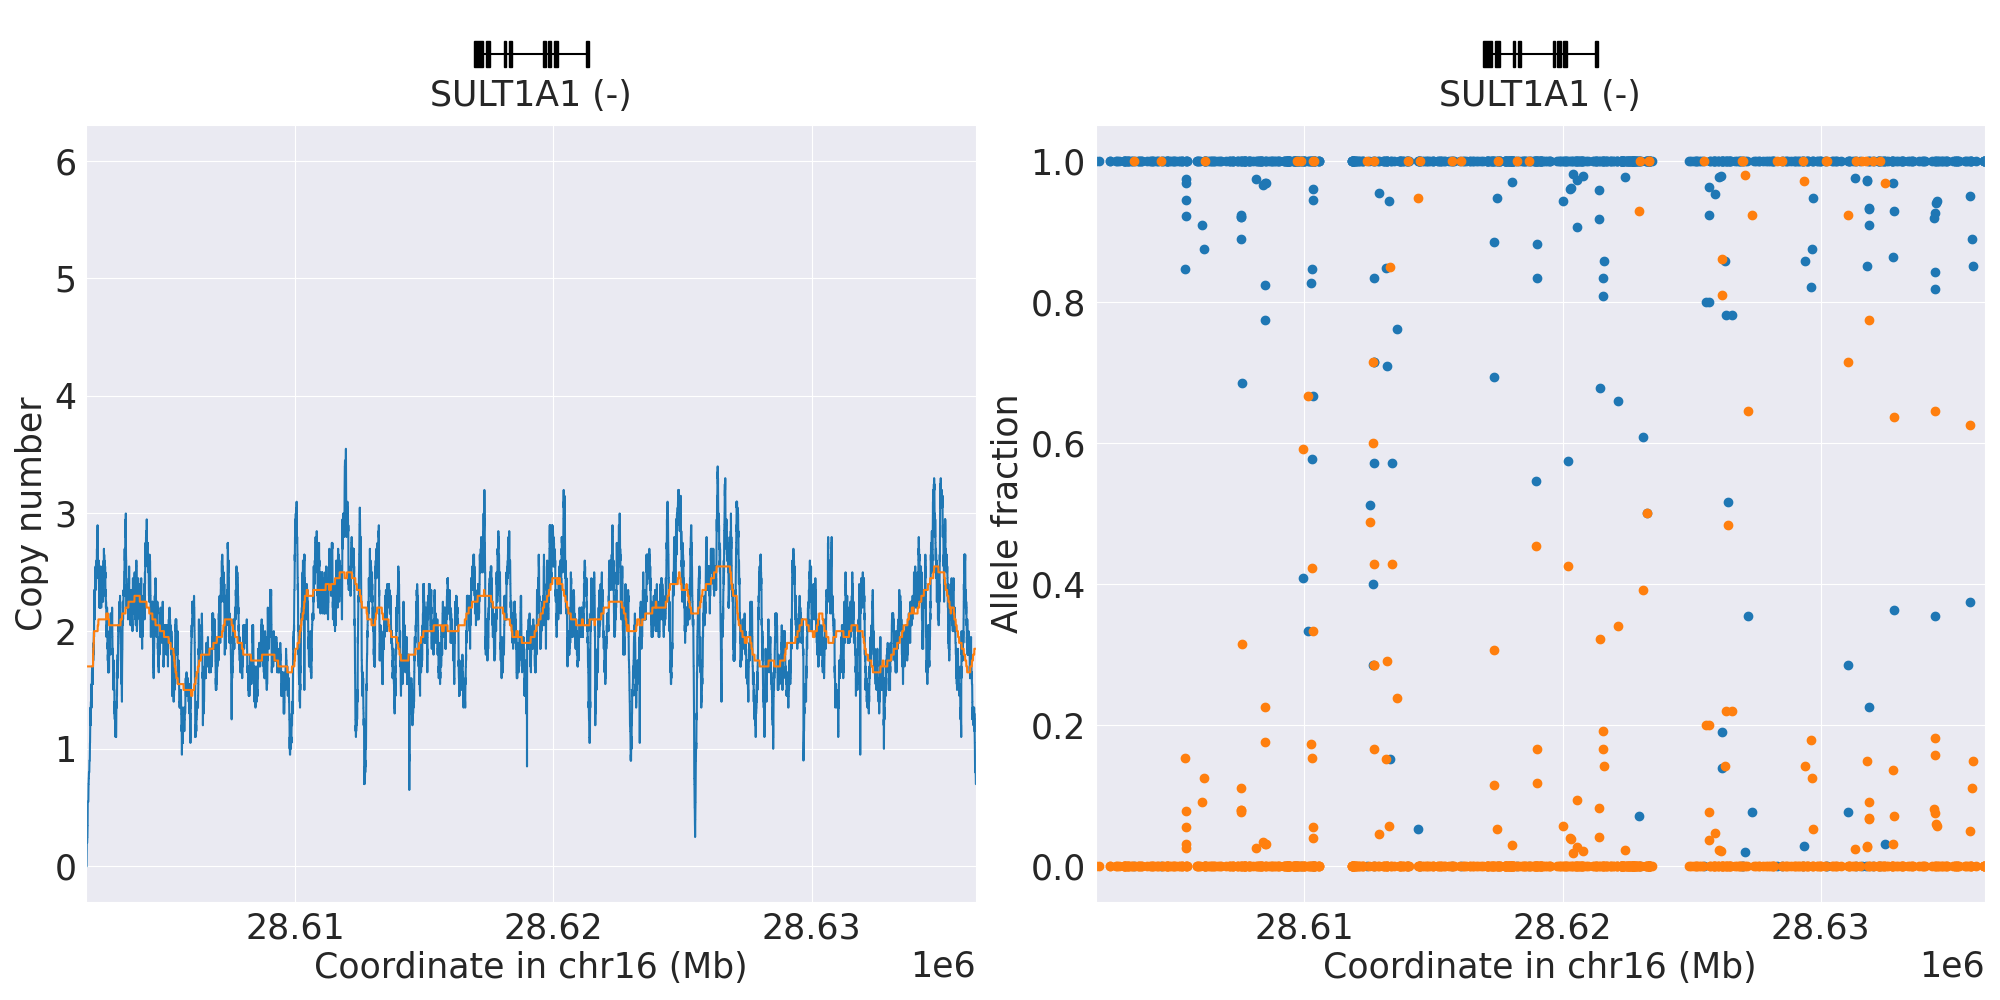 SULT1A1 (-)
Copy number
6
5
4
3
2
1
0
28.61
28.62
28.63
Coordinate in chr16 (Mb)
1e6
SULT1A1 (-)
Allele fraction
1.0
0.8
0.6
0.4
0.2
0.0
28.61
28.62
28.63
Coordinate in chr16 (Mb)
1e6